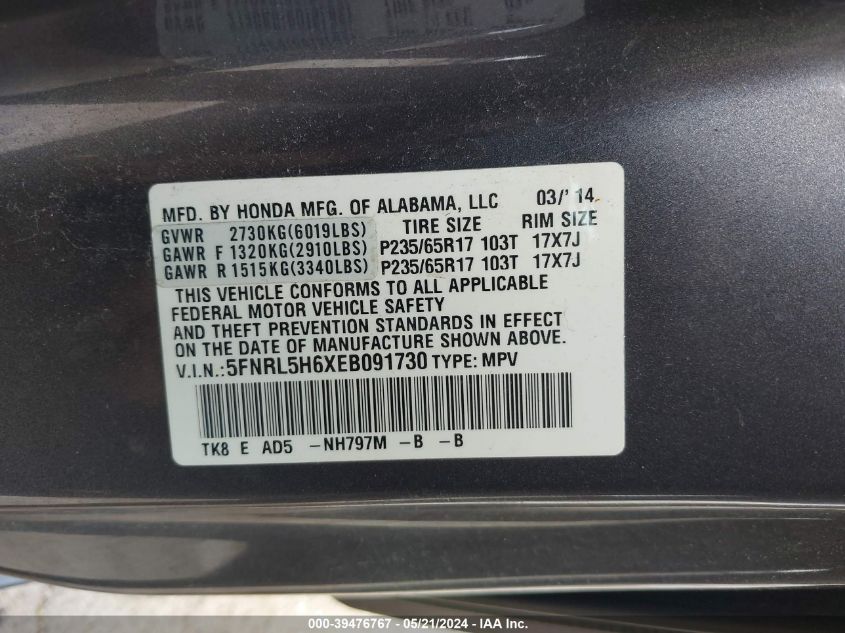 MFD. BY HONDA MFG. OF ALABAMA, LLC 03/' 14
TIRE SIZE RIM SIZE
GVWR 2730KG(6019LBS)
GAWR F 1320KG(2910LBS) P235/65R17 103T 17X7J
GAWR R 1515KG(3340LBS) P235/65R17 103T 17X7J
THIS VEHICLE CONFORMS TO ALL APPLICABLE
FEDERAL MOTOR VEHICLE SAFETY
AND THEFT PREVENTION STANDARDS IN EFFECT
ON THE DATE OF MANUFACTURE SHOWN ABOVE.
V.I.N.:5FNRL5H6XEB091730 TYPE: MPV
TK8 E AD5 -NH797M -B -B
000-39476767 - 05/21/2024 - IAA Inc.